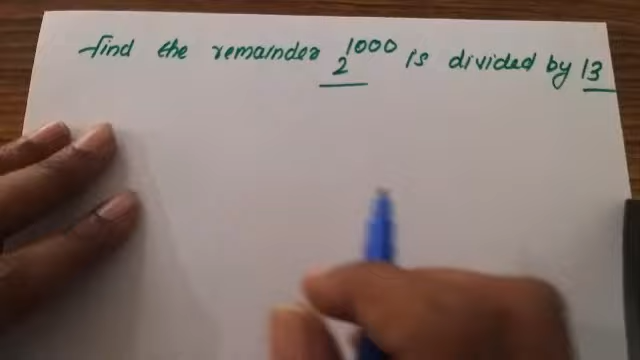 find the remainder 2^1000 is divided by 13